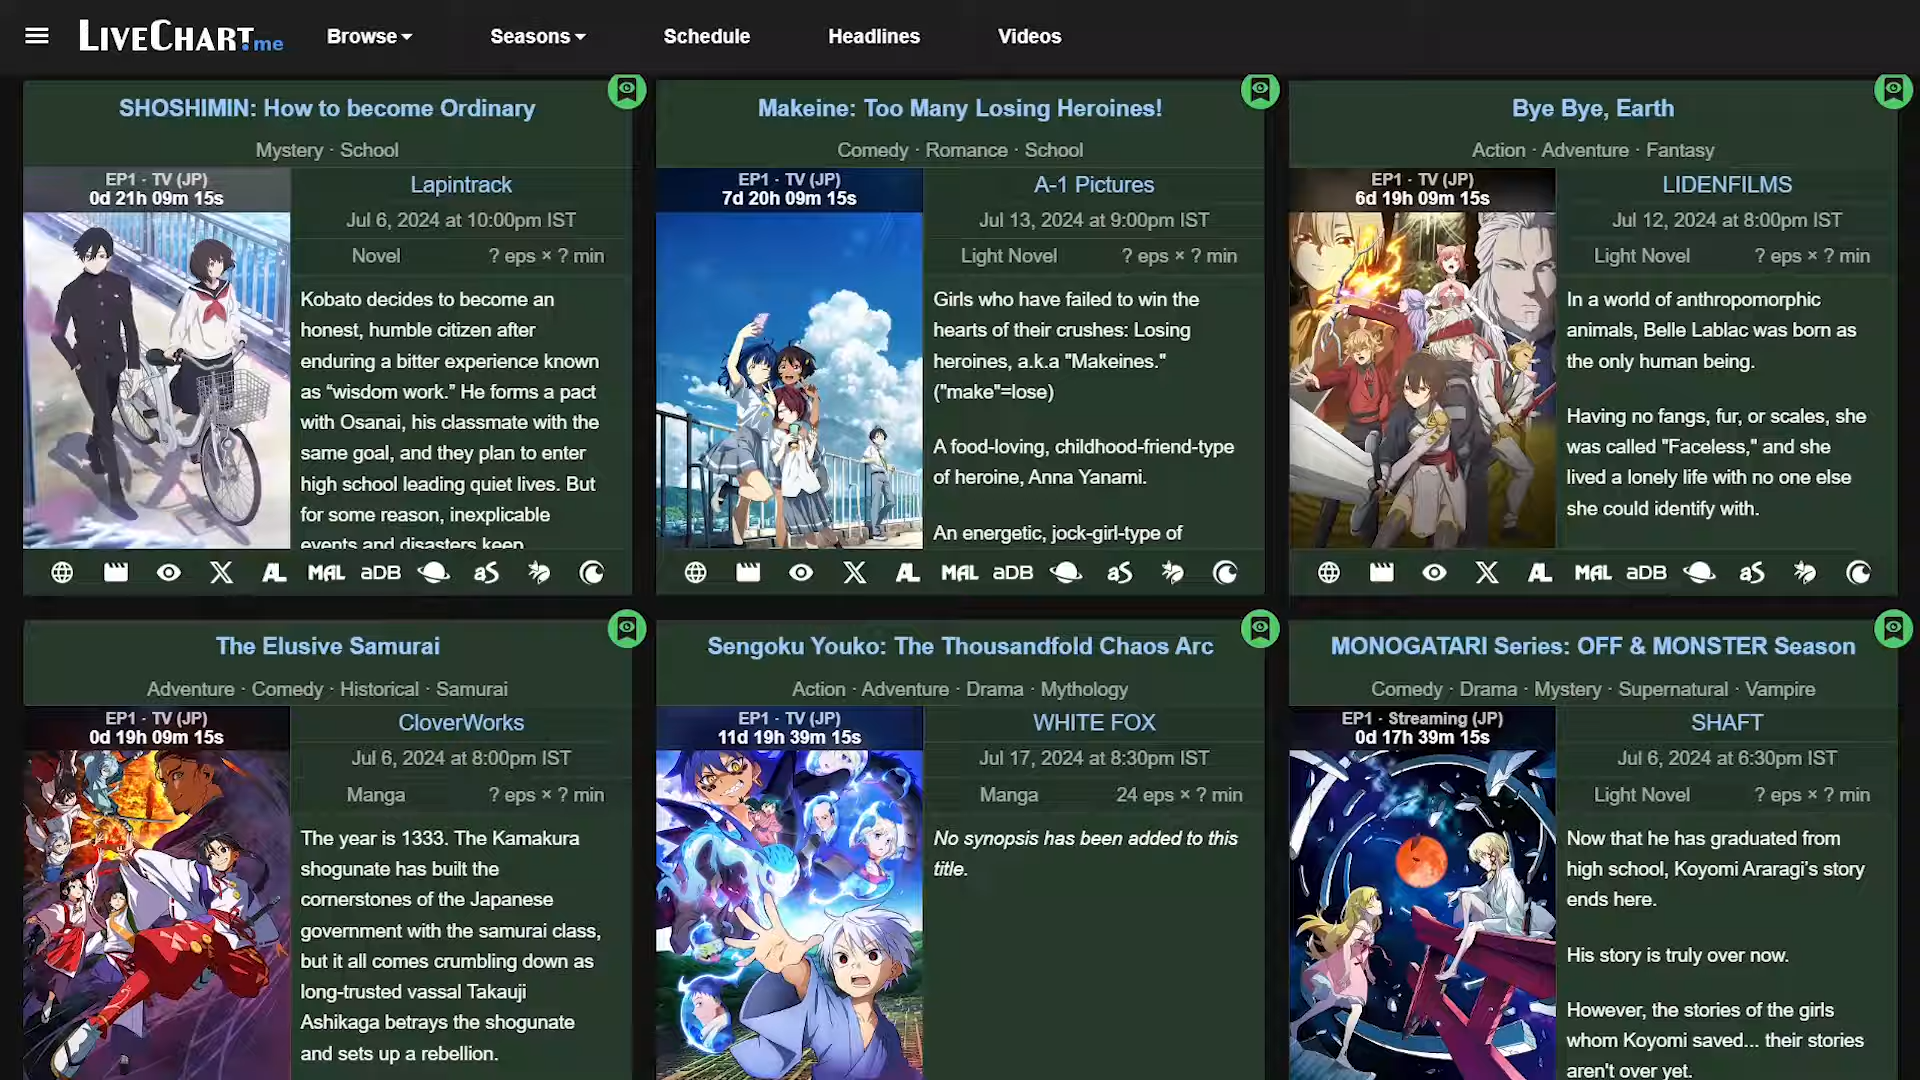 LIVECHART.me
Browse
Seasons
Schedule
Headlines
Videos
SHOSHIMIN: How to become Ordinary
Mystery · School
EP1 · TV (JP)
0d 21h 09m 15s
Lapintrack
Jul 6, 2024 at 10:00pm IST
Novel
? eps × ? min
Kobato decides to become an
honest, humble citizen after
enduring a bitter experience known
as “wisdom work.” He forms a pact
with Osanai, his classmate with the
same goal, and they plan to enter
high school leading quiet lives. But
for some reason, inexplicable
events and disasters keep
AL
MAL
aDB
aS
Makeine: Too Many Losing Heroines!
Comedy · Romance · School
EP1 · TV (JP)
7d 20h 09m 15s
A-1 Pictures
Jul 13, 2024 at 9:00pm IST
Light Novel
? eps × ? min
Girls who have failed to win the
hearts of their crushes: Losing
heroines, a.k.a "Makeines."
("make"=lose)
A food-loving, childhood-friend-type
of heroine, Anna Yanami.
An energetic, jock-girl-type of
AL
MAL
aDB
aS
Bye Bye, Earth
Action · Adventure · Fantasy
EP1 · TV (JP)
6d 19h 09m 15s
LIDENFILMS
Jul 12, 2024 at 8:00pm IST
Light Novel
? eps × ? min
In a world of anthropomorphic
animals, Belle Lablac was born as
the only human being.
Having no fangs, fur, or scales, she
was called "Faceless," and she
lived a lonely life with no one else
she could identify with.
AL
MAL
aDB
aS
The Elusive Samurai
Adventure · Comedy · Historical · Samurai
EP1 · TV (JP)
0d 19h 09m 15s
CloverWorks
Jul 6, 2024 at 8:00pm IST
Manga
? eps × ? min
The year is 1333. The Kamakura
shogunate has built the
cornerstones of the Japanese
government with the samurai class,
but it all comes crumbling down as
long-trusted vassal Takauji
Ashikaga betrays the shogunate
and sets up a rebellion.
Sengoku Youko: The Thousandfold Chaos Arc
Action · Adventure · Drama · Mythology
EP1 · TV (JP)
11d 19h 39m 15s
WHITE FOX
Jul 17, 2024 at 8:30pm IST
Manga
24 eps × ? min
No synopsis has been added to this
title.
MONOGATARI Series: OFF & MONSTER Season
Comedy · Drama · Mystery · Supernatural · Vampire
EP1 · Streaming (JP)
0d 17h 39m 15s
SHAFT
Jul 6, 2024 at 6:30pm IST
Light Novel
? eps × ? min
Now that he has graduated from
high school, Koyomi Araragi’s story
ends here.
His story is truly over now.
However, the stories of the girls
whom Koyomi saved... their stories
aren't over yet.